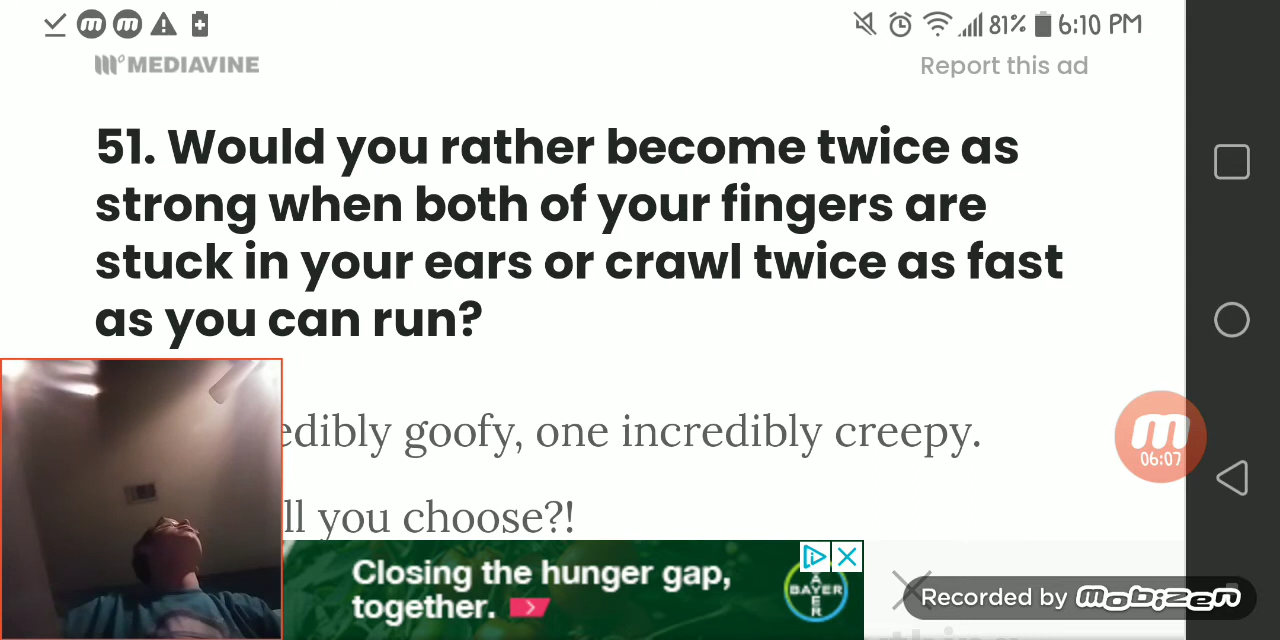 81% 6:10 PM
MEDIAVINE
Report this ad
51. Would you rather become twice as
strong when both of your fingers are
stuck in your ears or crawl twice as fast
as you can run?
edibly goofy, one incredibly creepy.
ll you choose?!
Closing the hunger gap,
together.
BAYER
BAYER
06:07
Recorded by mobizen